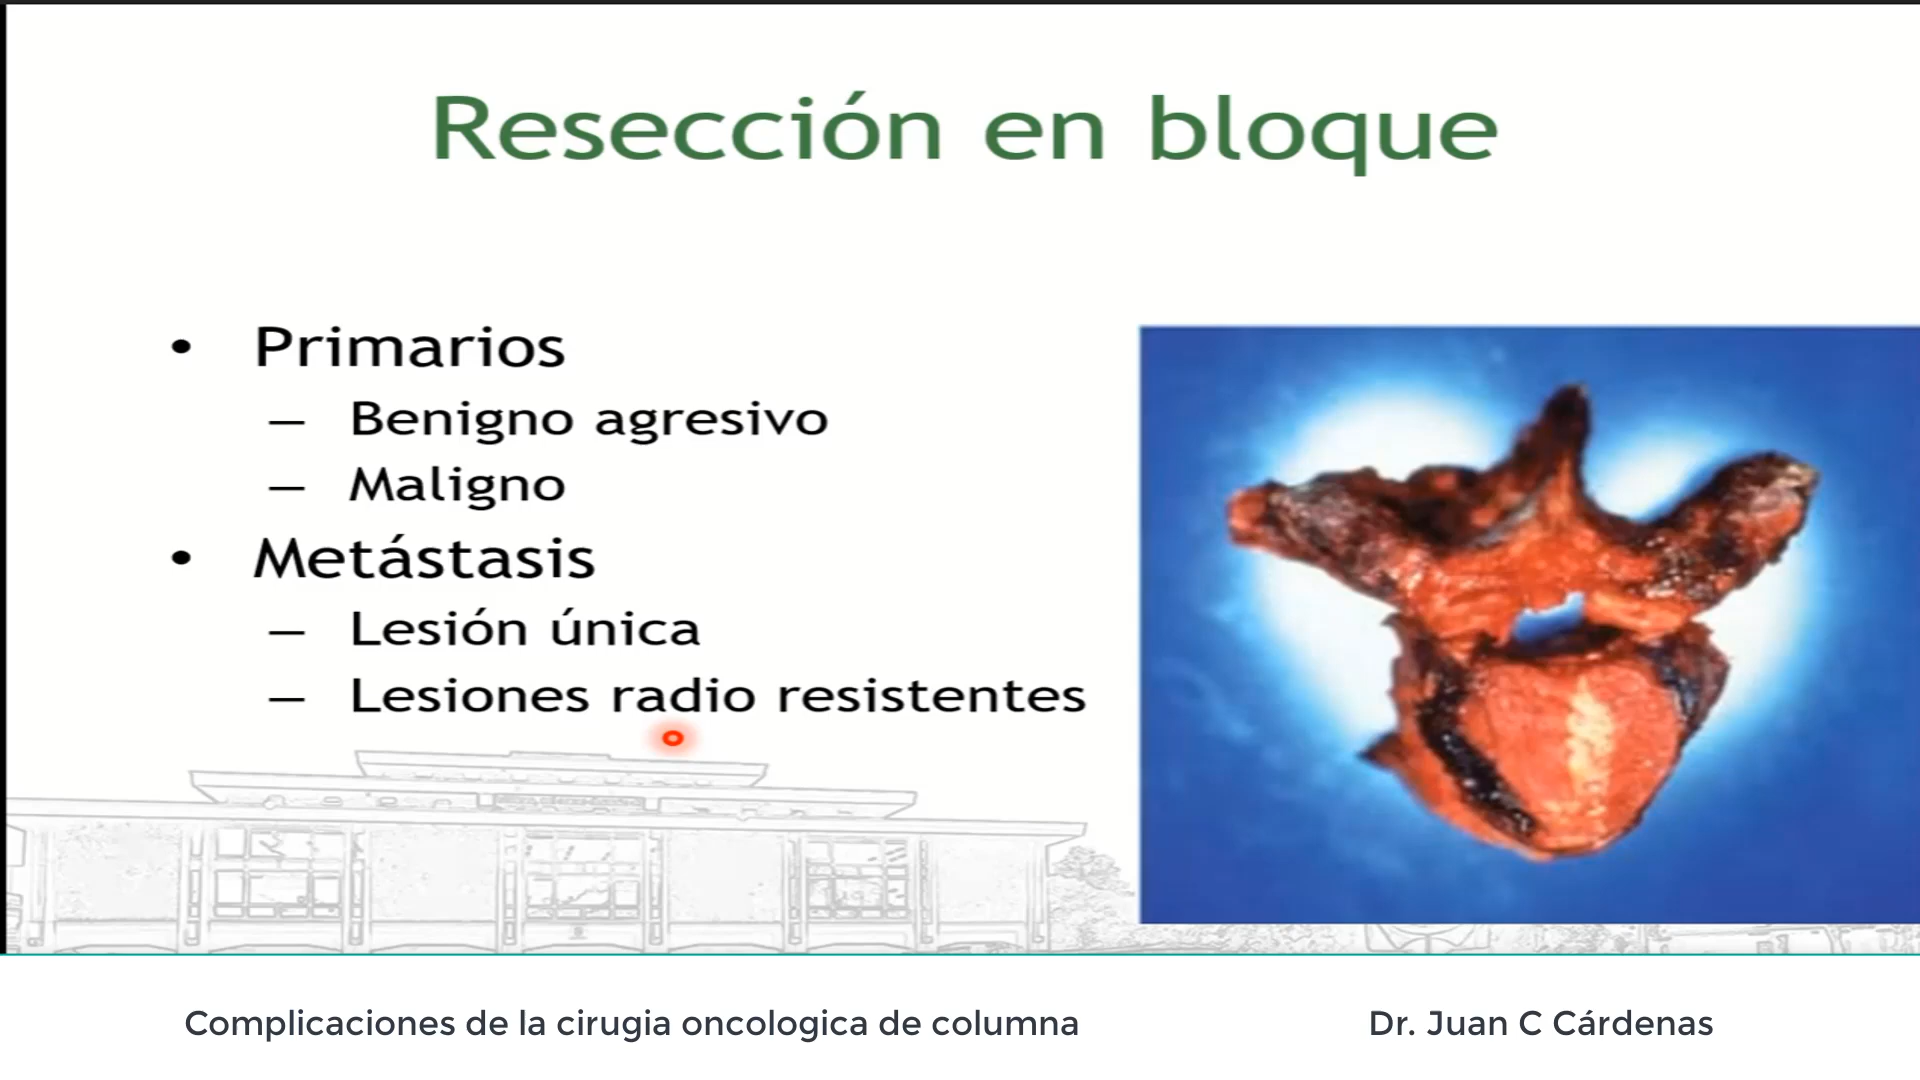 Resección en bloque
• Primarios
– Benigno agresivo
– Maligno
• Metástasis
– Lesión única
– Lesiones radio resistentes
Complicaciones de la cirugia oncologica de columna
Dr. Juan C Cárdenas